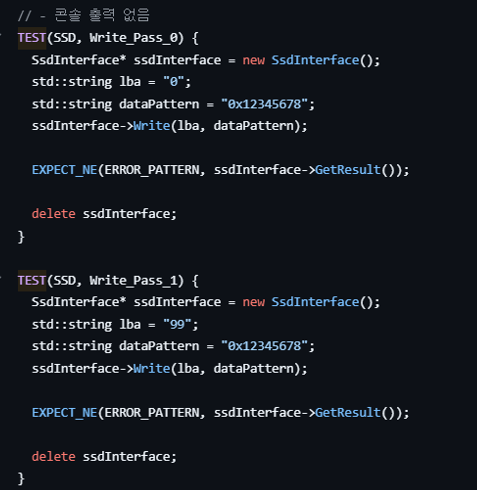 // - 콘솔 출력 없음
TEST(SSD, Write_Pass_0) {
  SsdInterface* ssdInterface = new SsdInterface();
  std::string lba = "0";
  std::string dataPattern = "0x12345678";
  ssdInterface->Write(lba, dataPattern);

  EXPECT_NE(ERROR_PATTERN, ssdInterface->GetResult());

  delete ssdInterface;
}

TEST(SSD, Write_Pass_1) {
  SsdInterface* ssdInterface = new SsdInterface();
  std::string lba = "99";
  std::string dataPattern = "0x12345678";
  ssdInterface->Write(lba, dataPattern);

  EXPECT_NE(ERROR_PATTERN, ssdInterface->GetResult());

  delete ssdInterface;
}